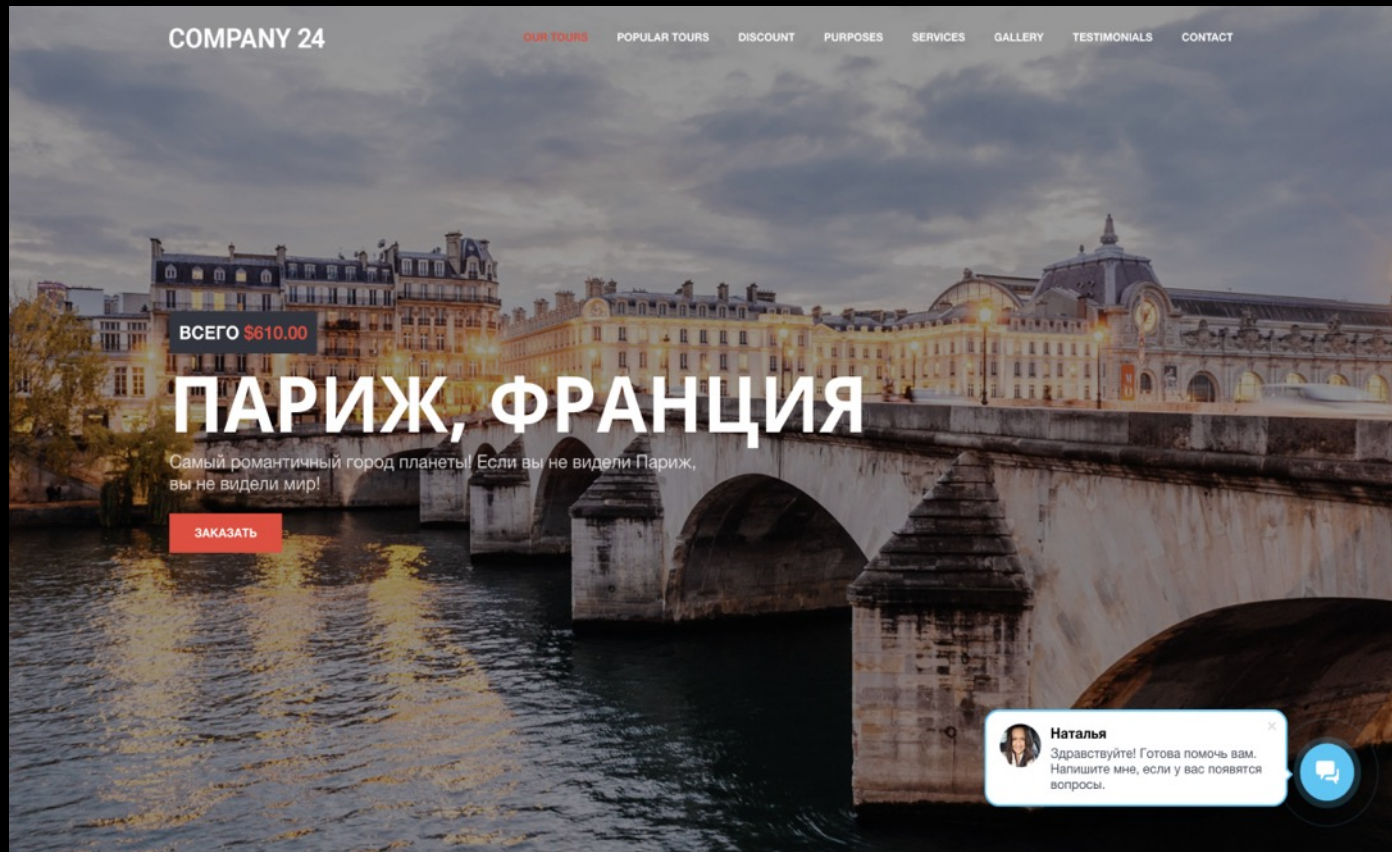 COMPANY 24
OUR TOURS POPULAR TOURS DISCOUNT PURPOSES SERVICES GALLERY TESTIMONIALS CONTACT
ВСЕГО $610.00
ПАРИЖ, ФРАНЦИЯ
Самый романтичный город планеты! Если вы не видели Париж,
вы не видели мир!
ЗАКАЗАТЬ
Наталья
Здравствуйте! Готова помочь вам.
Напишите мне, если у вас появятся
вопросы.